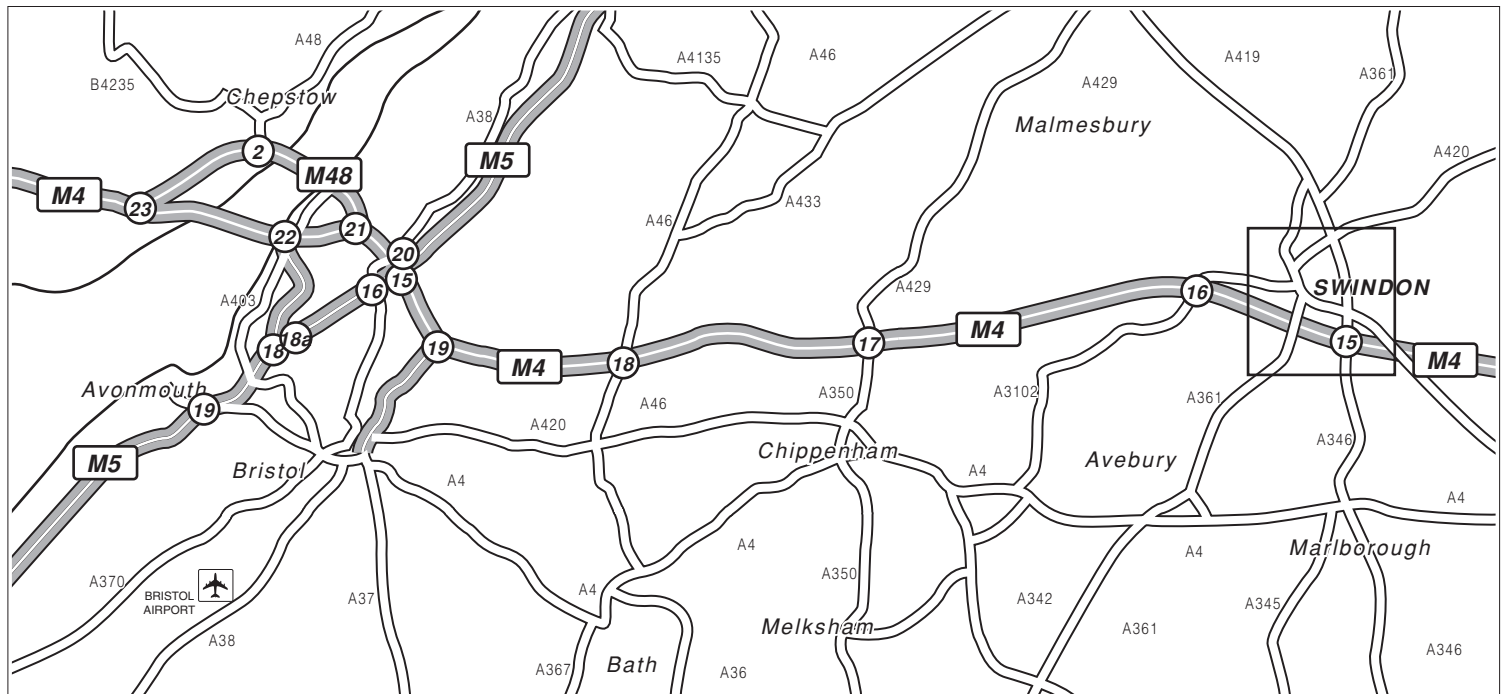 A48
A4135
A46
A419
B4235
Chepstow
A361
A429
A38
Malmesbury
2
M5
A420
M48
M4
23
A433
A46
21
22
20
15
16
A429
16
SWINDON
A403
18a
18
19
17
M4
15
M4
18
M4
Avonmouth
19
A350
A3102
A361
A46
A420
A346
M5
Bristol
Chippenham
Avebury
A4
A4
A4
A4
A4
Marlborough
A370
BRISTOL
AIRPORT
A37
A4
A350
A342
A345
A38
Melksham
A361
A367
Bath
A36
A346